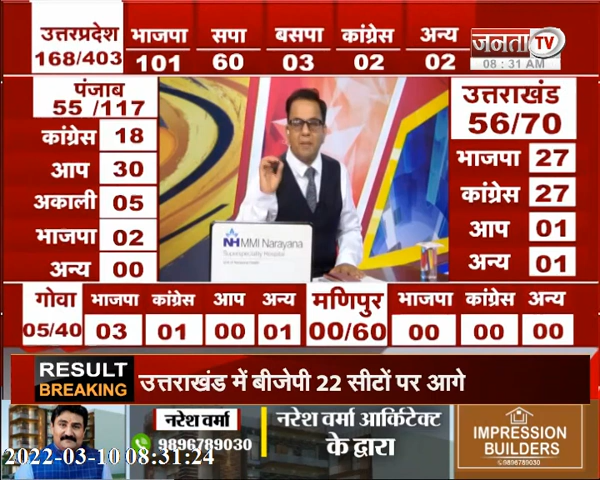 उत्तरप्रदेश
168/403
भाजपा
101
सपा
60
बसपा
03
कांग्रेस
02
अन्य
02
जनता TV
08:31 AM
पंजाब
55 /117
कांग्रेस 18
आप 30
अकाली 05
भाजपा 02
अन्य 00
उत्तराखंड
56/70
भाजपा 27
कांग्रेस 27
आप 01
अन्य 01
NH MMI Narayana
Superspeciality Hospital
गोवा
05/40
भाजपा
03
कांग्रेस
01
आप
00
अन्य
01
मणिपुर
00/60
भाजपा
00
कांग्रेस
00
अन्य
00
RESULT
BREAKING
उत्तराखंड में बीजेपी 22 सीटों पर आगे
नरेश वर्मा
9896789030
नरेश वर्मा आर्किटेक्ट
के द्वारा
IMPRESSION
BUILDERS
9896789030
2022-03-10 08:31:24